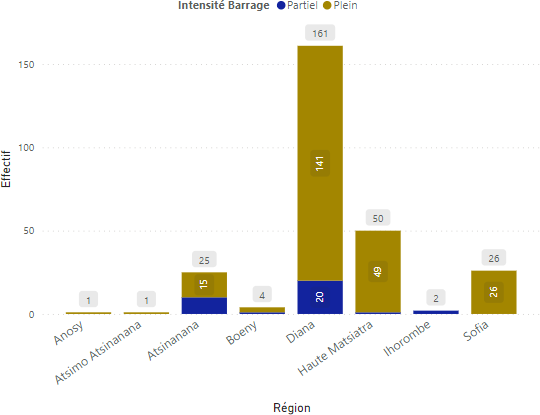 Intensité Barrage Partiel Plein
Effectif
150
100
50
0
1
1
25
15
4
161
141
20
50
49
2
26
26
Anosy
Atsimo Atsinanana
Atsinanana
Boeny
Diana
Haute Matsiatra
Ihorombe
Sofia
Région